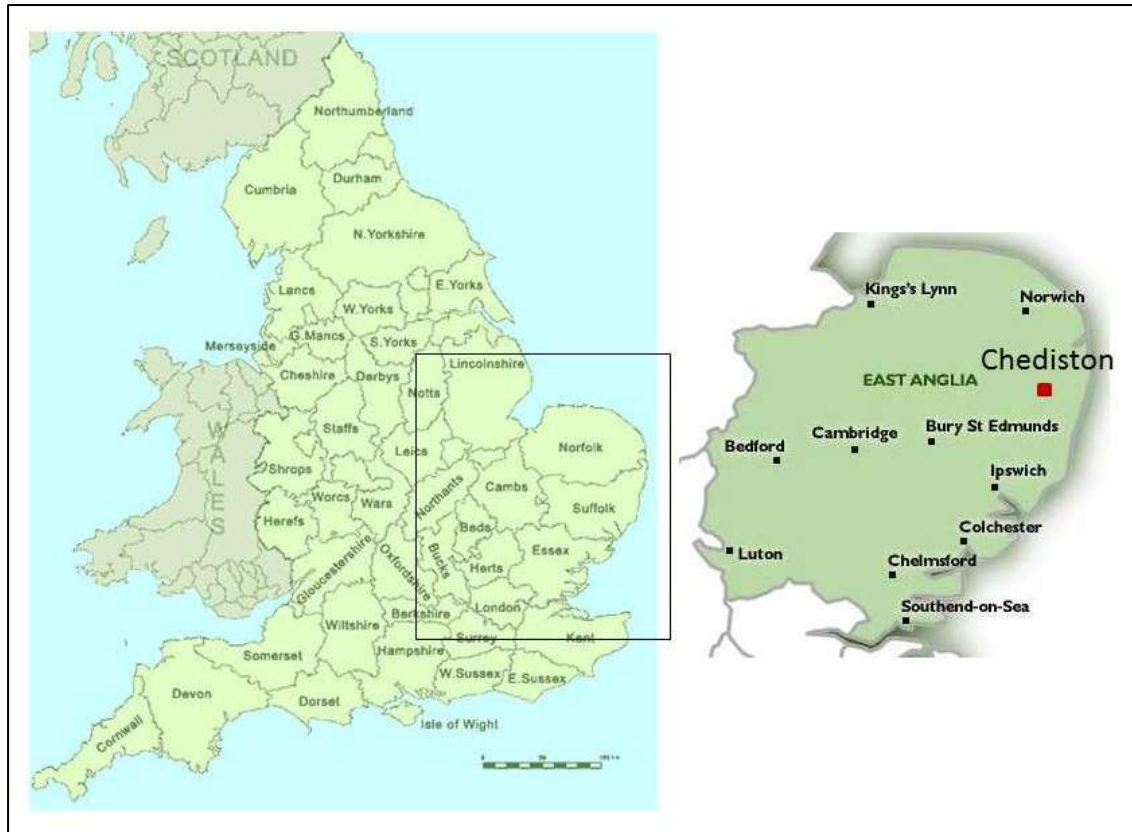 SCOTLAND
Northumberland
Cumbria
Durham
N.Yorkshire
Lancs
E.Yorks
W.Yorks
G.Mancs
S.Yorks
Merseyside
Lincolnshire
Cheshire
Derbys
Notts
WALES
Staffs
Norfolk
Leics
Shrops
Northants
Cambs
Worcs
Wars
Suffolk
Herefs
Beds
Gloucestershire
Oxfordshire
Bucks
Herts
Essex
Berkshire
London
Wiltshire
Surrey
Kent
Somerset
Hampshire
W.Sussex
E.Sussex
Devon
Dorset
Cornwall
Isle of Wight
0
King's Lynn
Norwich
Chediston
EAST ANGLIA
Bury St Edmunds
Cambridge
Bedford
Ipswich
Colchester
Luton
Chelmsford
Southend-on-Sea